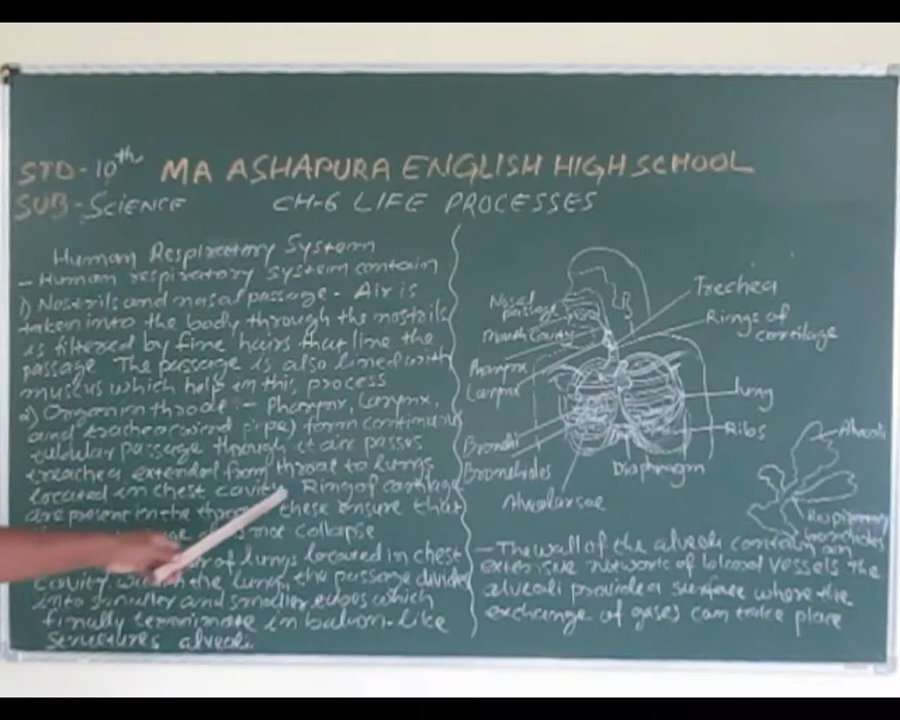 STD-10th MA ASHAPURA ENGLISH HIGH SCHOOL
SUB-Science CH-6 LIFE PROCESSES
Human Respiratory System
- Human respiratory system contain
1) Nostrils and nasal passage - Air is
taken into the body through the nostrils
is filtered by fine hairs that line the
passage The passage is also lined with
mucus which help in this process
2) throat :- Pharynx, Larynx,
and trachea (wind pipe) form continuous
tubular passage through it air passes
trachea extended from throat to lungs
located in chest cavity Ring of cartilage
are present in the these ensure that
not collapse
of lungs located in chest
cavity within the lung, the passage divides
into smaller and smaller which
finally terminate in baloon-like
structures alveoli.
Nasal
passage
Mouth Cavity
Pharynx
Larynx
Bronchi
Bronchioles
Alveolar sac
Diaphragm
Trechea
Rings of
cartilage
Lung
Ribs
Alveoli
Respiratory
bronchioles
- The wall of the alveoli contain an
extensive network of blood vessels The
alveoli provide a surface where the
exchange of gases can take place